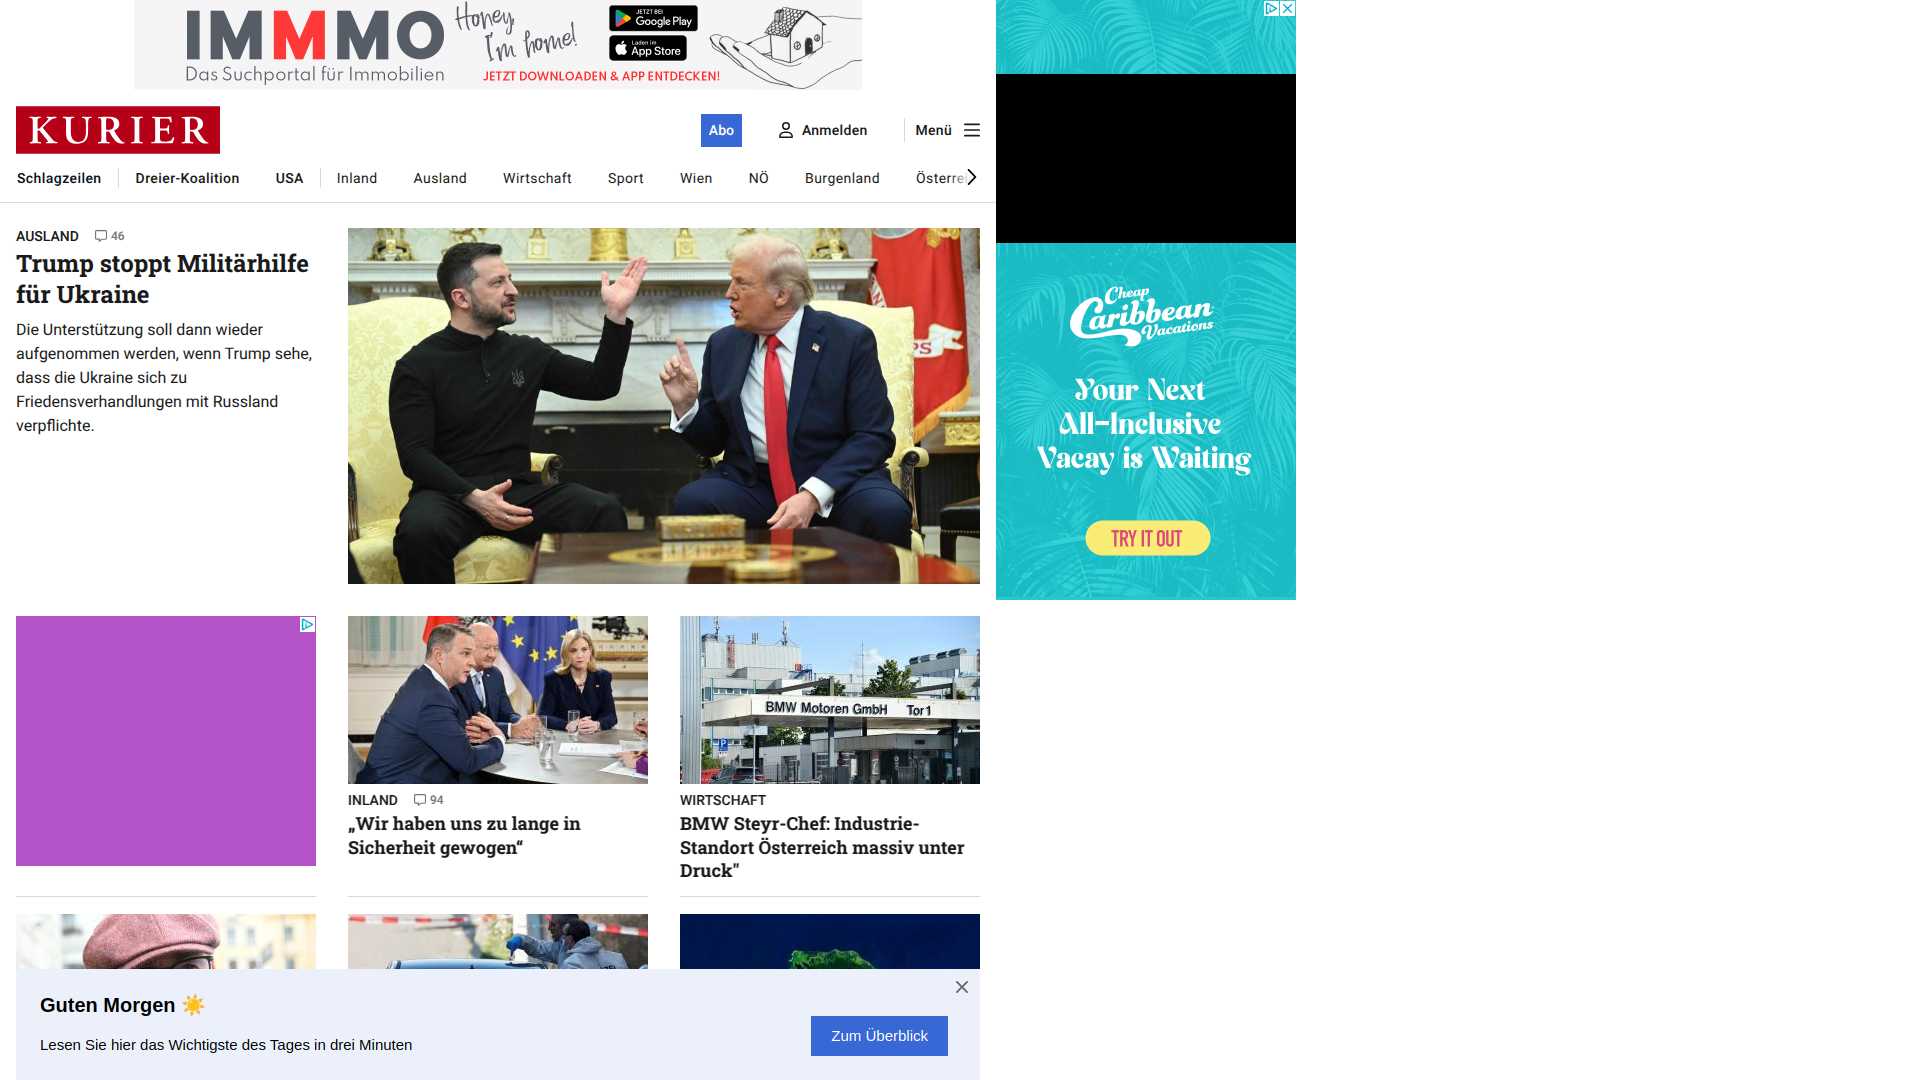 IMMMO
Honey, I'm home!
Das Suchportal für Immobilien
JETZT BEI
Google Play
Laden im
App Store
JETZT DOWNLOADEN & APP ENTDECKEN!
KURIER
Abo
Anmelden
Menü
Schlagzeilen
Dreier-Koalition
USA
Inland
Ausland
Wirtschaft
Sport
Wien
NÖ
Burgenland
Österre
AUSLAND 46
Trump stoppt Militärhilfe
für Ukraine
Die Unterstützung soll dann wieder
aufgenommen werden, wenn Trump sehe,
dass die Ukraine sich zu
Friedensverhandlungen mit Russland
verpflichte.
Cheap
Caribbean
Vacations
Your Next
All-Inclusive
Vacay is Waiting
TRY IT OUT
INLAND 94
„Wir haben uns zu lange in
Sicherheit gewogen“
BMW Motoren GmbH Tor 1
P
WIRTSCHAFT
BMW Steyr-Chef: Industrie-
Standort Österreich massiv unter
Druck"
Guten Morgen ☀️
Lesen Sie hier das Wichtigste des Tages in drei Minuten
Zum Überblick